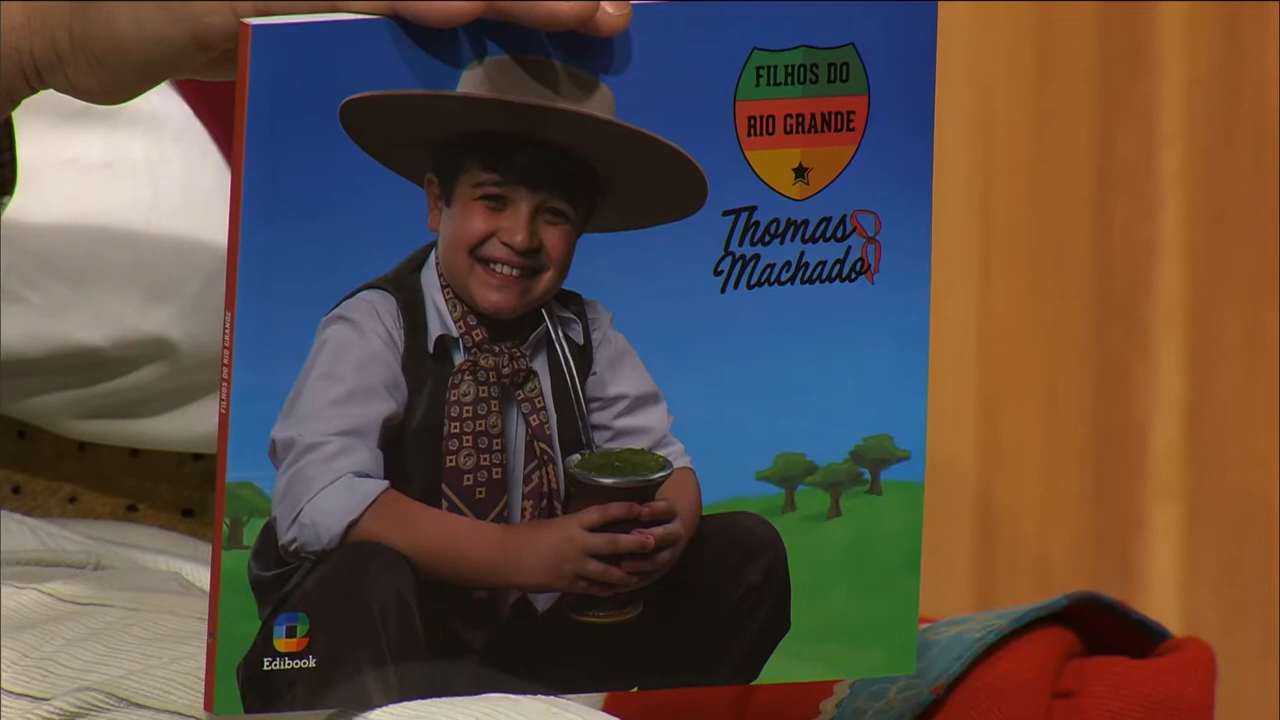 FILHOS DO
RIO GRANDE
Thomas
Machado
FILHOS DO RIO GRANDE
Edibook